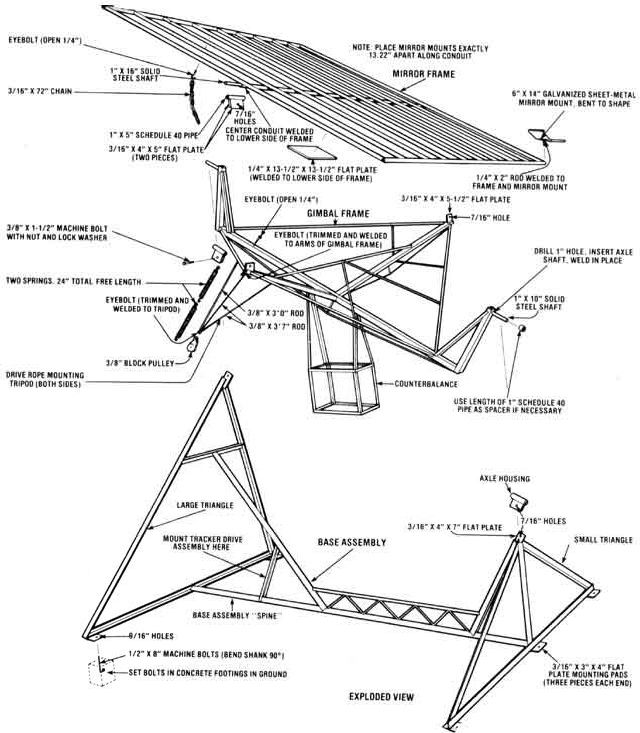 EYEBOLT (OPEN 1/4")
1" X 16" SOLID
STEEL SHAFT
3/16" X 72" CHAIN
NOTE: PLACE MIRROR MOUNTS EXACTLY
13.22" APART ALONG CONDUIT
MIRROR FRAME
6" X 14" GALVANIZED SHEET-METAL
MIRROR MOUNT, BENT TO SHAPE
7/16"
HOLES
1" X 5" SCHEDULE 40 PIPE
CENTER CONDUIT WELDED
TO LOWER SIDE OF FRAME
3/16" X 4" X 5" FLAT PLATE
(TWO PIECES)
1/4" X 13-1/2" X 13-1/2" FLAT PLATE
(WELDED TO LOWER SIDE OF FRAME)
1/4" X 2" ROD WELDED TO
FRAME AND MIRROR MOUNT
EYEBOLT (OPEN 1/4")
3/16" X 4" X 5-1/2" FLAT PLATE
GIMBAL FRAME
7/16" HOLE
3/8" X 1-1/2" MACHINE BOLT
WITH NUT AND LOCK WASHER
EYEBOLT (TRIMMED AND WELDED
TO ARMS OF GIMBAL FRAME)
DRILL 1" HOLE, INSERT AXLE
SHAFT, WELD IN PLACE
TWO SPRINGS. 24" TOTAL FREE LENGTH
EYEBOLT (TRIMMED AND
WELDED TO TRIPOD)
1" X 10" SOLID
STEEL SHAFT
3/8" X 3'0" ROD
3/8" X 3'7" ROD
3/8" BLOCK PULLEY
DRIVE ROPE MOUNTING
TRIPOD (BOTH SIDES)
COUNTERBALANCE
USE LENGTH OF 1" SCHEDULE 40
PIPE AS SPACER IF NECESSARY
AXLE HOUSING
LARGE TRIANGLE
7/16" HOLES
3/16" X 4" X 7" FLAT PLATE
SMALL TRIANGLE
MOUNT TRACKER DRIVE
ASSEMBLY HERE
BASE ASSEMBLY
BASE ASSEMBLY "SPINE"
9/16" HOLES
1/2" X 8" MACHINE BOLTS (BEND SHANK 90°)
SET BOLTS IN CONCRETE FOOTINGS IN GROUND
3/16" X 3" X 4" FLAT
PLATE MOUNTING PADS
(THREE PIECES EACH END)
EXPLODED VIEW